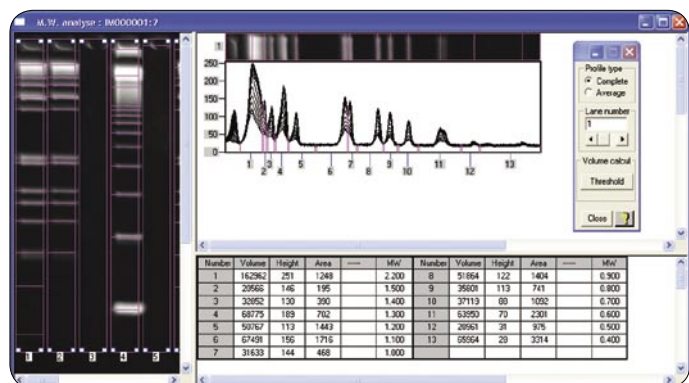 M.W. analyse : IM000001:2
1
250
200
150
100
50
0
1 2 3 4 5 6 7 8 9 10 11 12 13
Profile type
Complete
Average
Lane number
1
Volume calcul
Threshold
Close ?
1 2 3 4 5
Number Volume Height Area ---- MW Number Volume Height Area ---- MW
1 162962 251 1248 2.200 8 51864 122 1404 0.900
2 20566 146 195 1.500 9 35801 113 741 0.800
3 32852 130 390 1.400 10 37119 88 1092 0.700
4 68775 189 702 1.300 11 63950 70 2301 0.600
5 50767 113 1443 1.200 12 28961 31 975 0.500
6 67491 156 1716 1.100 13 65964 28 3314 0.400
7 31633 144 468 1.000